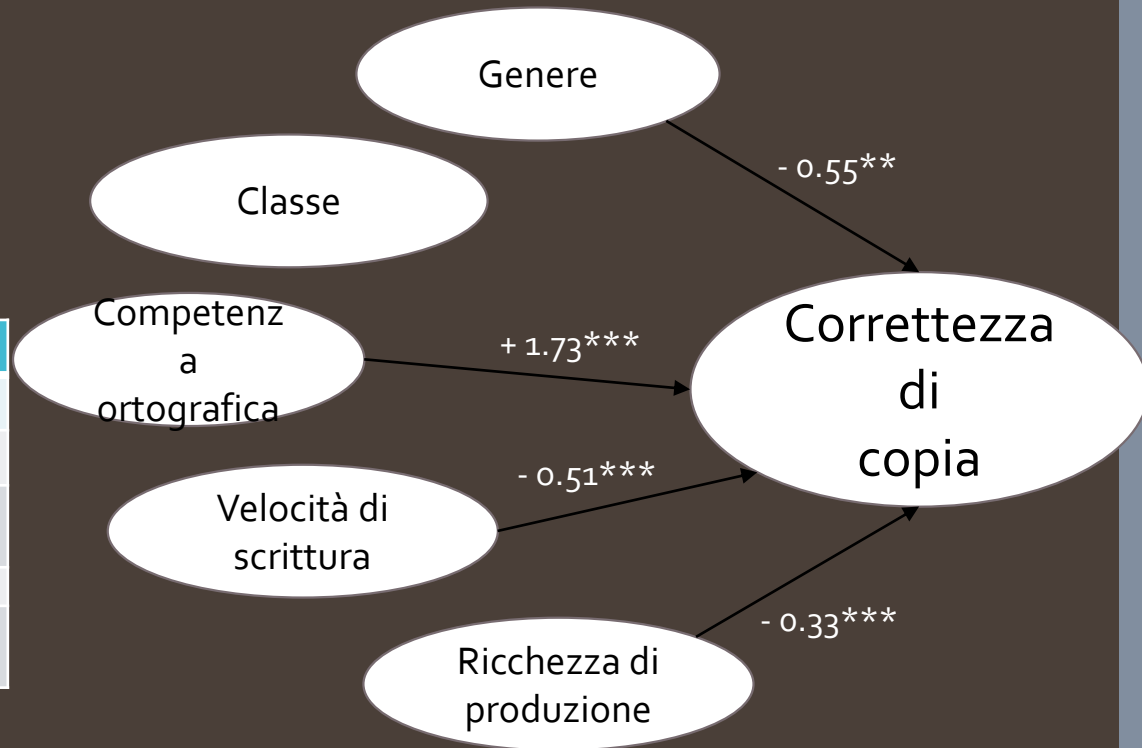 Genere
- 0.55**
Classe
Competenz
a
ortografica
+ 1.73***
Correttezza
di
copia
- 0.51***
Velocità di
scrittura
- 0.33***
Ricchezza di
produzione